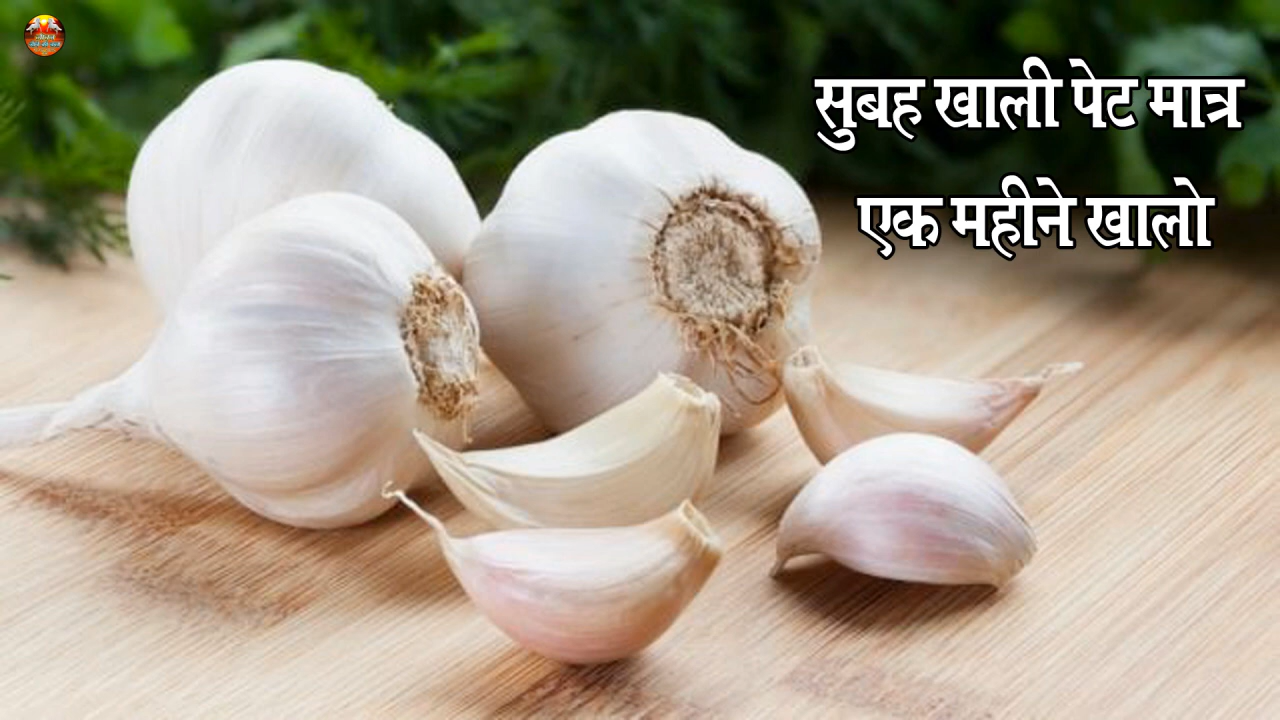 सुबह खाली पेट मात्र
एक महीने खालो